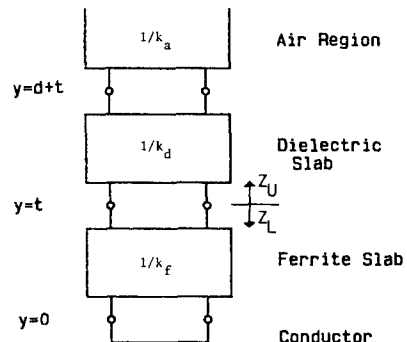 1/k_a Air Region
y=d+t
1/k_d Dielectric Slab
Z_U
y=t
Z_L
1/k_f Ferrite Slab
y=0
Conductor